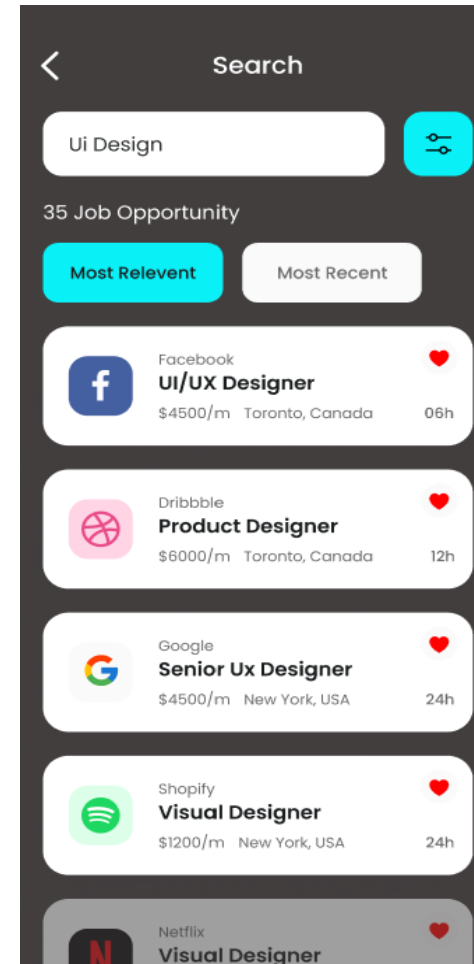 Search
Ui Design
35 Job Opportunity
Most Relevent
Most Recent
Facebook
UI/UX Designer
$4500/m Toronto, Canada 06h
Dribbble
Product Designer
$6000/m Toronto, Canada 12h
Google
Senior Ux Designer
$4500/m New York, USA 24h
Shopify
Visual Designer
$1200/m New York, USA 24h
Netflix
Visual Designer